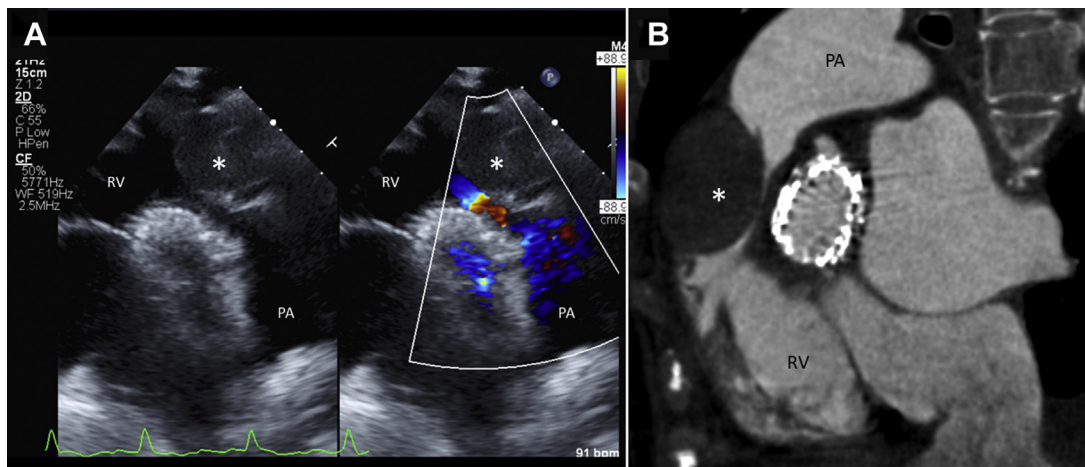 A
21Hz
15cm
Z 1.2
2D
66%
C 55
P Low
HPen
CF
50%
5771Hz
WF 519Hz
2.5MHz
RV
*
PA
RV
*
PA
P
M4
+88.9
-88.9
cm/s
91 bpm
B
PA
*
RV